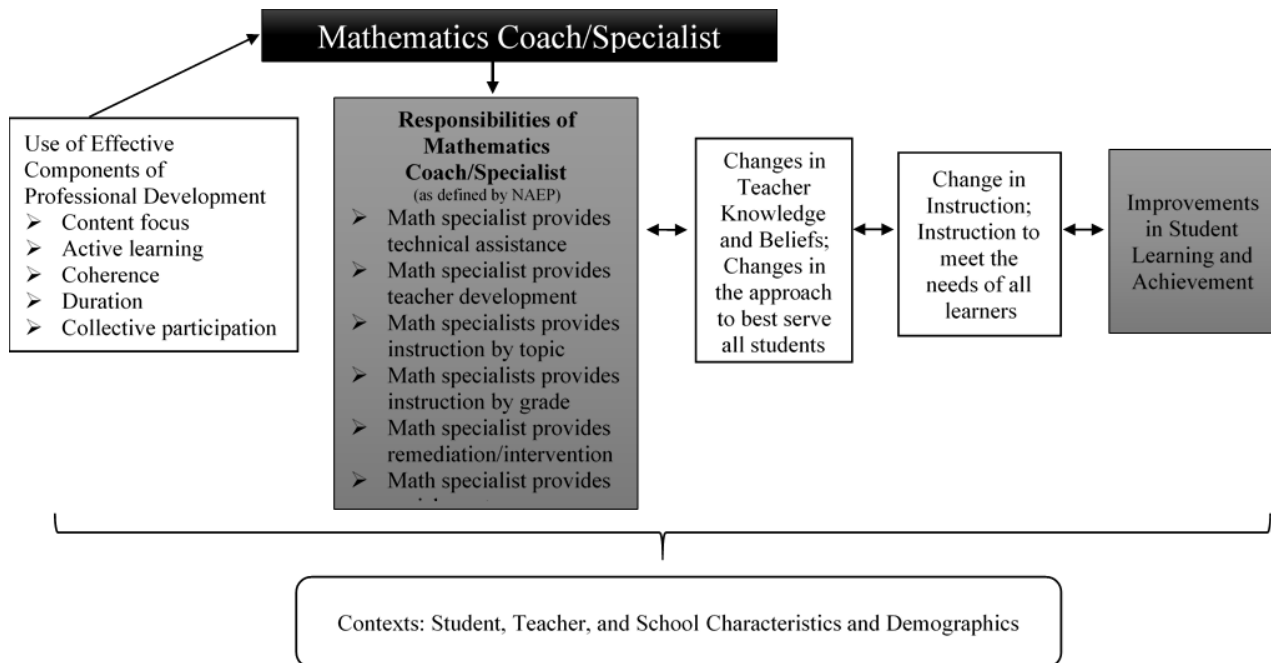 Mathematics Coach/Specialist
Use of Effective
Components of
Professional Development
➢ Content focus
➢ Active learning
➢ Coherence
➢ Duration
➢ Collective participation
Responsibilities of
Mathematics
Coach/Specialist
(as defined by NAEP)
➢ Math specialist provides
technical assistance
➢ Math specialist provides
teacher development
➢ Math specialists provides
instruction by topic
➢ Math specialists provides
instruction by grade
➢ Math specialist provides
remediation/intervention
➢ Math specialist provides
Changes in
Teacher
Knowledge
and Beliefs;
Changes in
the approach
to best serve
all students
Change in
Instruction;
Instruction to
meet the
needs of all
learners
Improvements
in Student
Learning and
Achievement
Contexts: Student, Teacher, and School Characteristics and Demographics